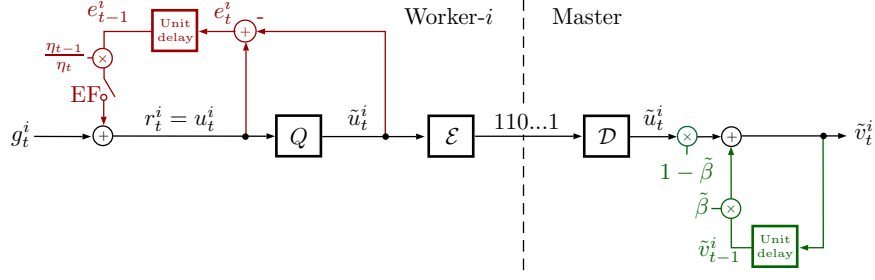 Worker-i Master
e^i_{t-1} Unit delay e^i_t + -
η_{t-1}/η_t ×
EF
g^i_t + r^i_t = u^i_t Q ũ^i_t ℰ 110...1 𝒟 ũ^i_t × + ṽ^i_t
1 − β̃
β̃ ×
ṽ^i_{t-1} Unit delay